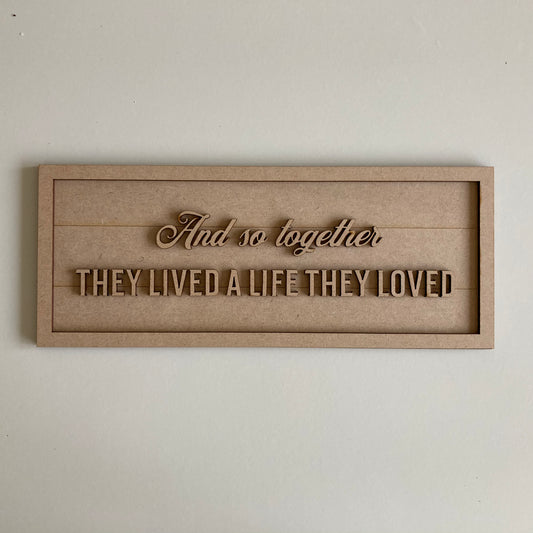 And so together
THEY LIVED A LIFE THEY LOVED